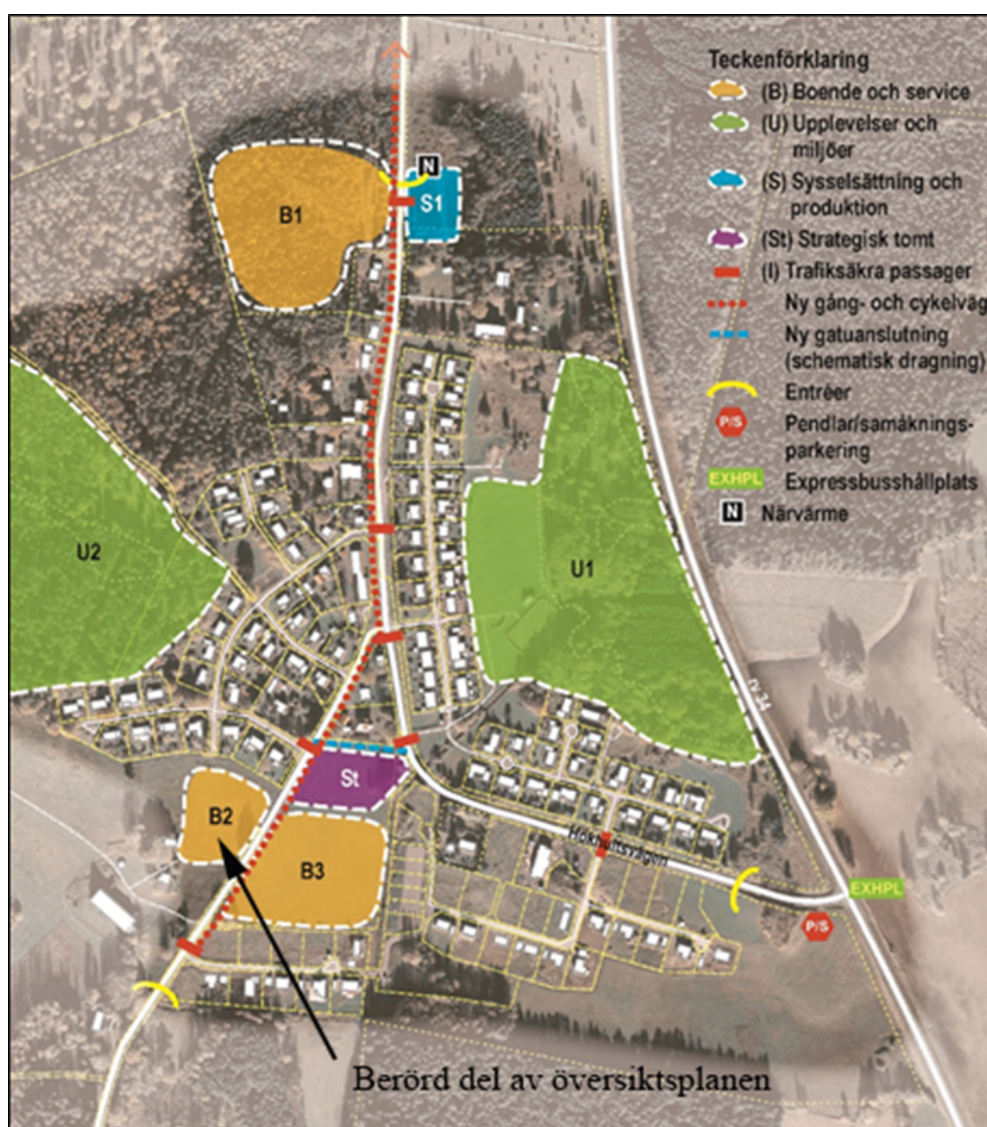 Teckenförklaring
(B) Boende och service
(U) Upplevelser och
miljöer
(S) Sysselsättning och
produktion
(St) Strategisk tomt
(I) Trafiksäkra passager
Ny gång- och cykelväg
Ny gatuanslutning
(schematisk dragning)
Entréer
P/S
Pendlar/samåknings-
parkering
EXHPL Expressbusshållplats
N Närvärme
N
B1
S1
U2
U1
rv 34
St
B2
B3
EXHPL
P/S
Berörd del av översiktsplanen